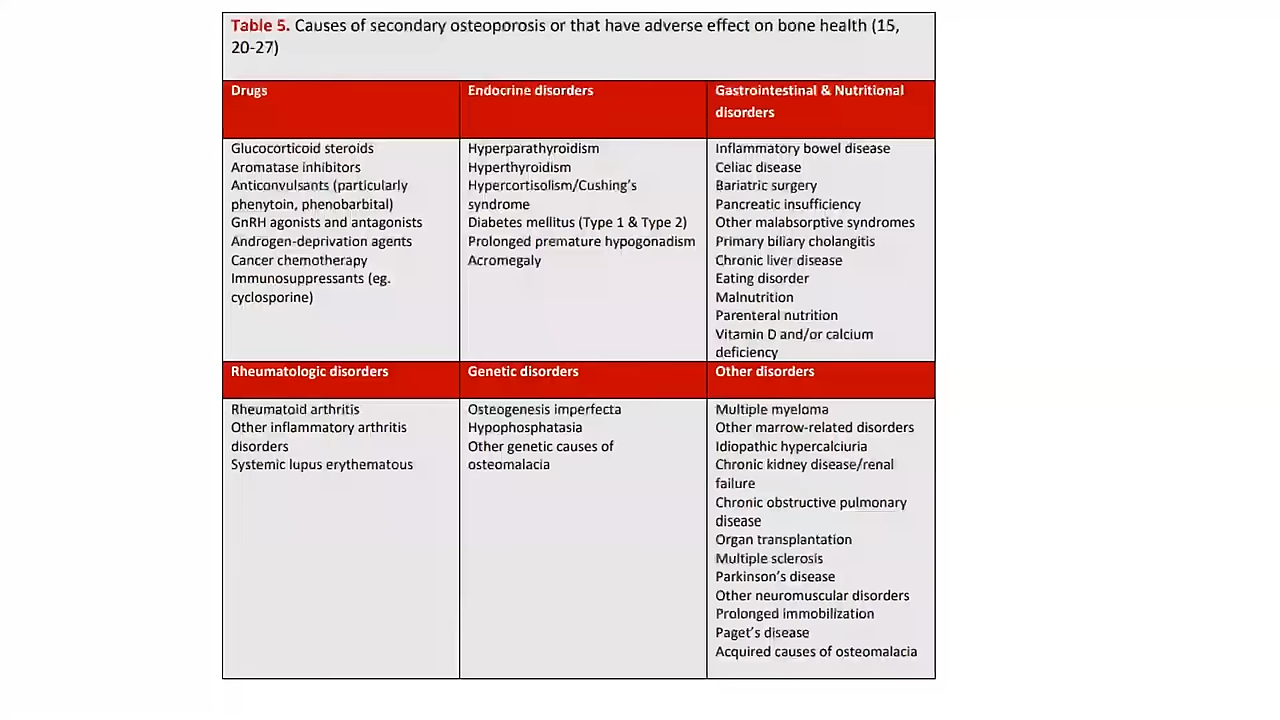 Table 5. Causes of secondary osteoporosis or that have adverse effect on bone health (15,
20-27)
Drugs
Endocrine disorders
Gastrointestinal & Nutritional
disorders
Glucocorticoid steroids
Aromatase inhibitors
Anticonvulsants (particularly
phenytoin, phenobarbital)
GnRH agonists and antagonists
Androgen-deprivation agents
Cancer chemotherapy
Immunosuppressants (eg.
cyclosporine)
Hyperparathyroidism
Hyperthyroidism
Hypercortisolism/Cushing's
syndrome
Diabetes mellitus (Type 1 & Type 2)
Prolonged premature hypogonadism
Acromegaly
Inflammatory bowel disease
Celiac disease
Bariatric surgery
Pancreatic insufficiency
Other malabsorptive syndromes
Primary biliary cholangitis
Chronic liver disease
Eating disorder
Malnutrition
Parenteral nutrition
Vitamin D and/or calcium
deficiency
Rheumatologic disorders
Genetic disorders
Other disorders
Rheumatoid arthritis
Other inflammatory arthritis
disorders
Systemic lupus erythematous
Osteogenesis imperfecta
Hypophosphatasia
Other genetic causes of
osteomalacia
Multiple myeloma
Other marrow-related disorders
Idiopathic hypercalciuria
Chronic kidney disease/renal
failure
Chronic obstructive pulmonary
disease
Organ transplantation
Multiple sclerosis
Parkinson's disease
Other neuromuscular disorders
Prolonged immobilization
Paget's disease
Acquired causes of osteomalacia